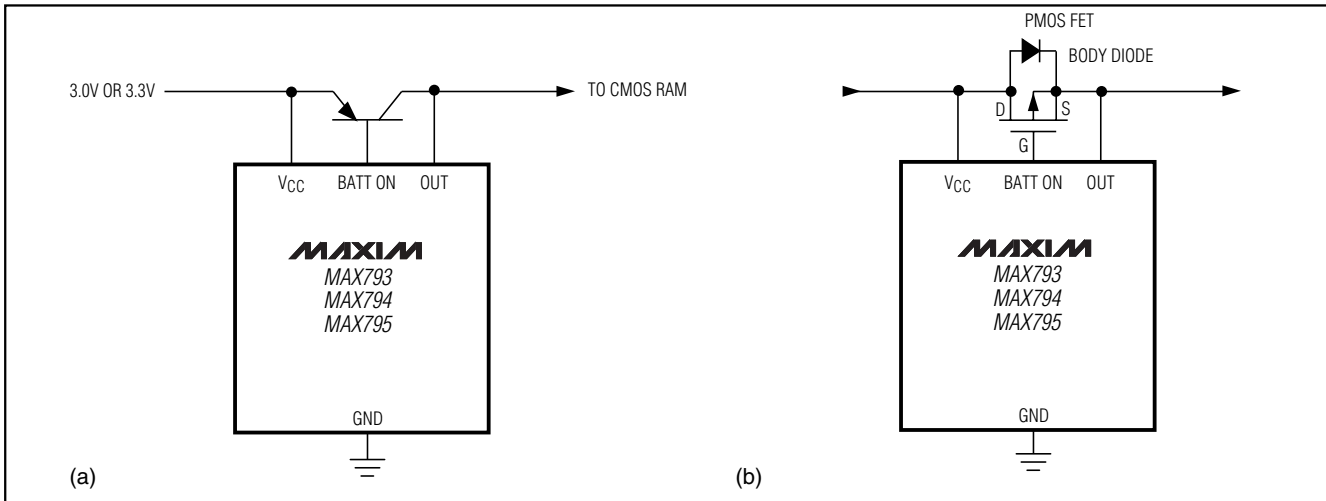 PMOS FET
BODY DIODE
3.0V OR 3.3V
TO CMOS RAM
D
S
G
VCC
BATT ON
OUT
MAXIM
MAX793
MAX794
MAX795
GND
(a)
VCC
BATT ON
OUT
MAXIM
MAX793
MAX794
MAX795
GND
(b)